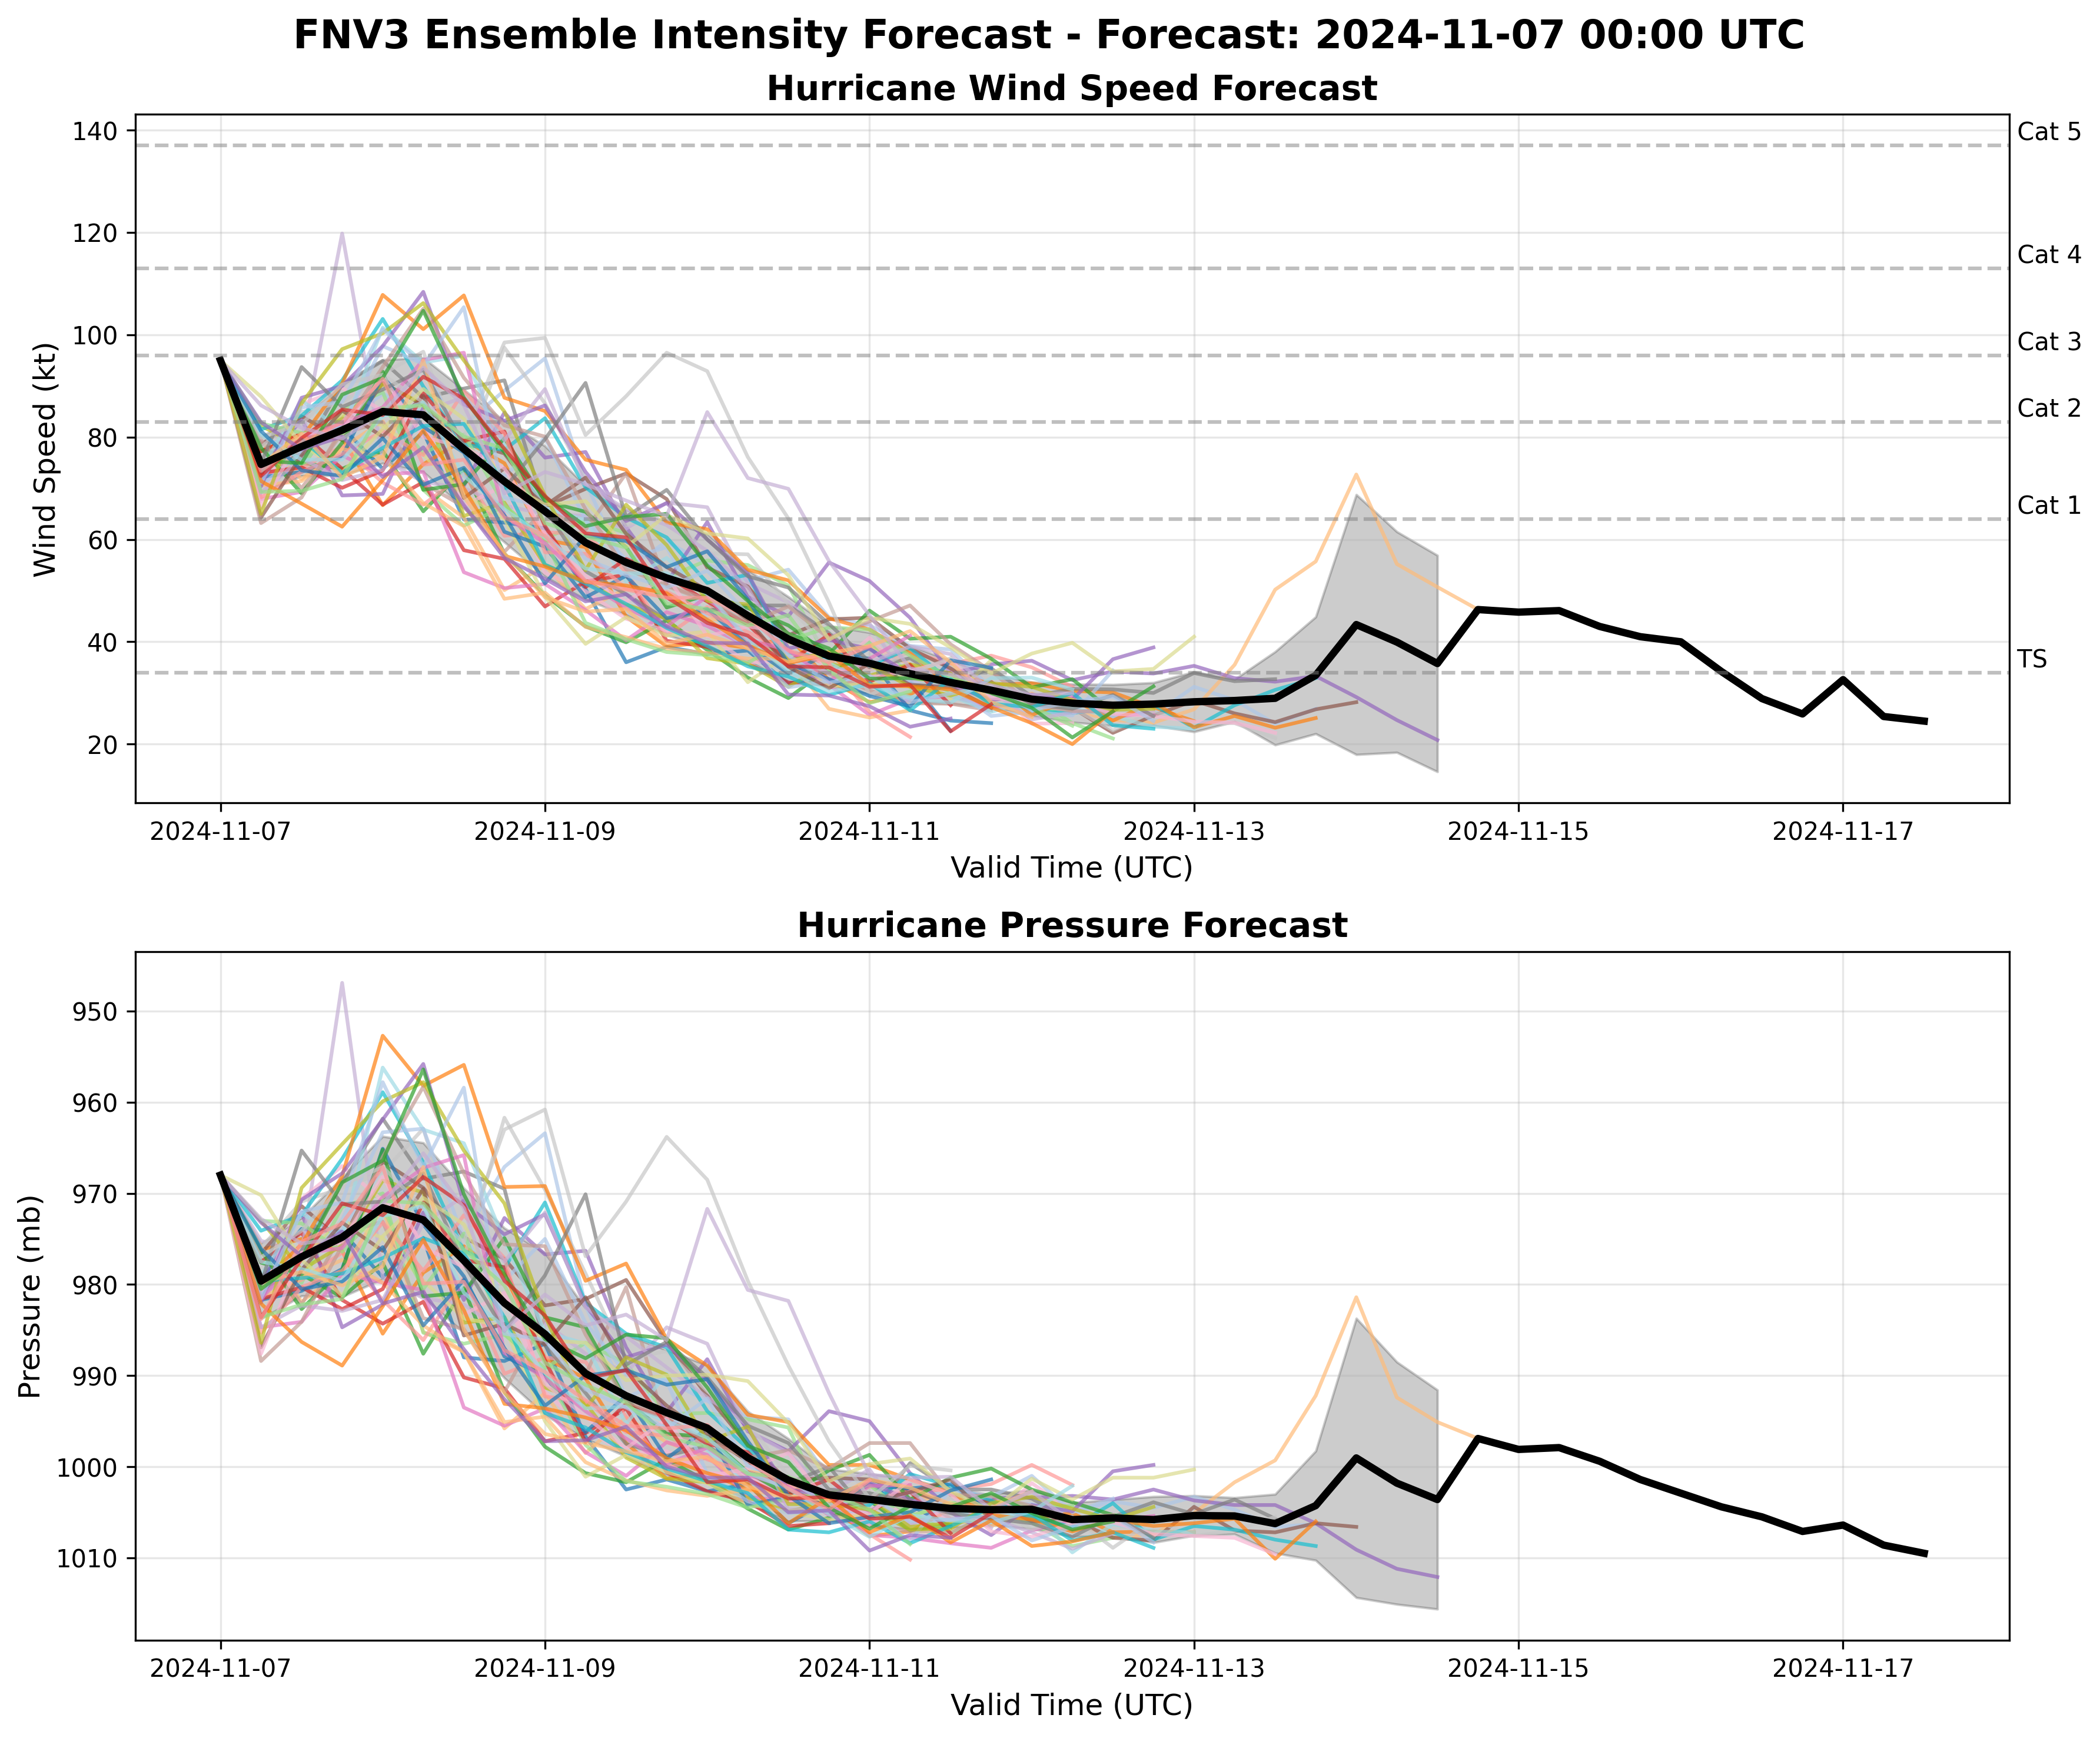 FNV3 Ensemble Intensity Forecast - Forecast: 2024-11-07 00:00 UTC
Hurricane Wind Speed Forecast
Wind Speed (kt)
140
120
100
80
60
40
20
Cat 5
Cat 4
Cat 3
Cat 2
Cat 1
TS
2024-11-07
2024-11-09
2024-11-11
2024-11-13
2024-11-15
2024-11-17
Valid Time (UTC)
Hurricane Pressure Forecast
Pressure (mb)
950
960
970
980
990
1000
1010
2024-11-07
2024-11-09
2024-11-11
2024-11-13
2024-11-15
2024-11-17
Valid Time (UTC)